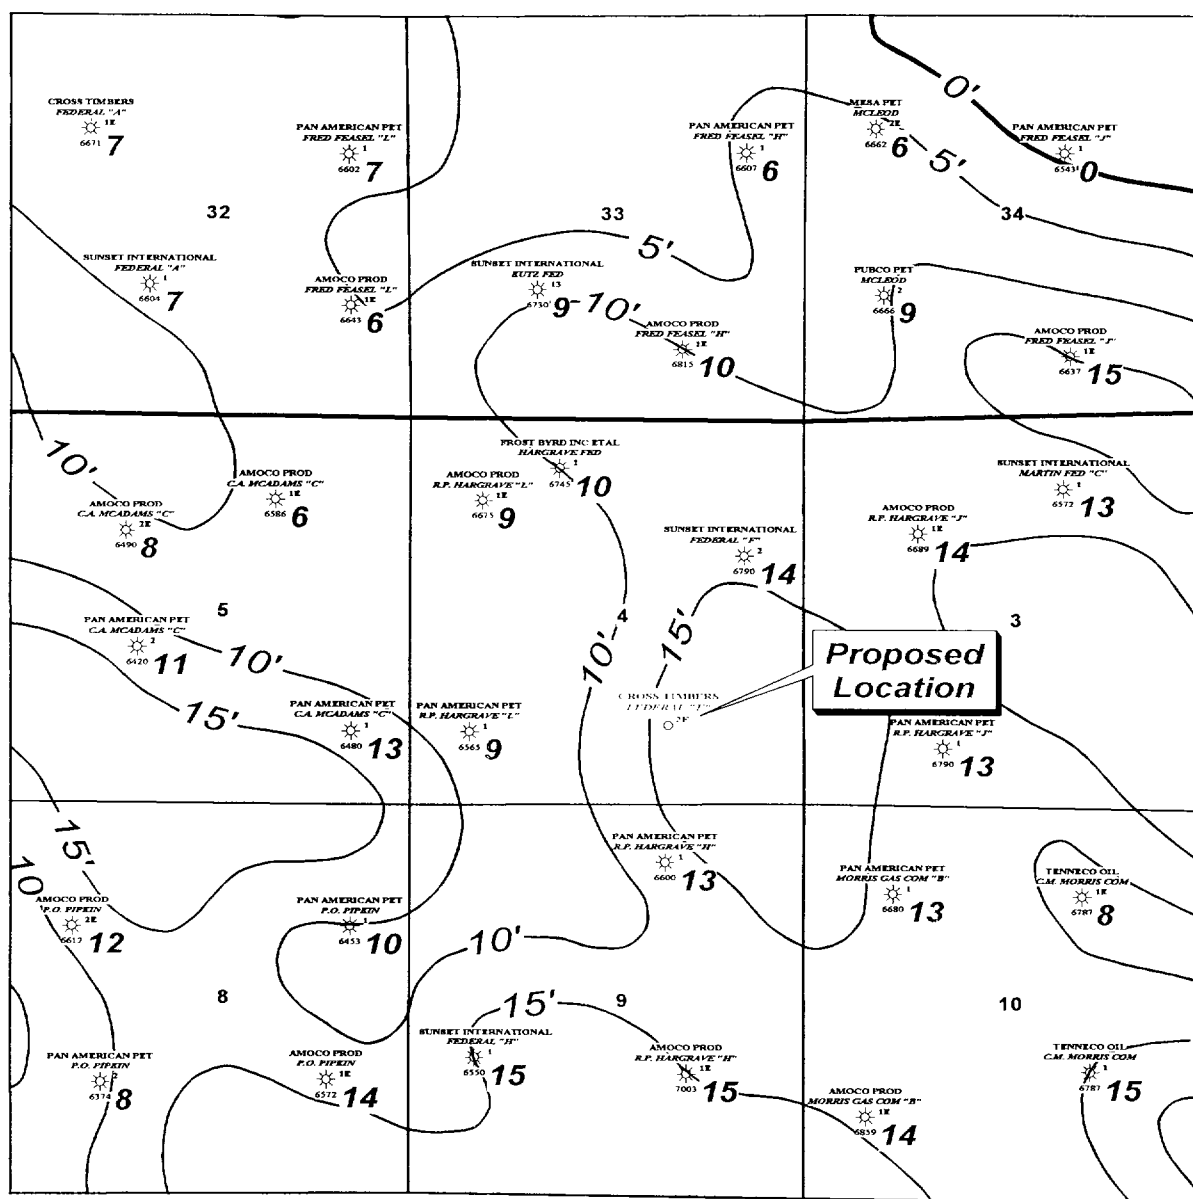 0'
CROSS TIMBERS
FEDERAL "A"
1E
6671
7
PAN AMERICAN PET
FRED FEASEL "L"
1
6602
7
PAN AMERICAN PET
FRED FEASEL "H"
1
6607
6
MESA PET
MCLEOD
2E
6662
6
5'
PAN AMERICAN PET
FRED FEASEL "J"
1
6543
0
32
33
34
SUNSET INTERNATIONAL
FEDERAL "A"
1
6604
7
AMOCO PROD
FRED FEASEL "L"
1E
6643
6
5'
SUNSET INTERNATIONAL
KUTZ FED
13
6730
9
10'
AMOCO PROD
FRED FEASEL "H"
1E
6815
10
PUBCO PET
MCLEOD
2
6666
9
AMOCO PROD
FRED FEASEL "J"
1E
6637
15
10'
AMOCO PROD
C.A. MCADAMS "C"
2E
6490
8
AMOCO PROD
C.A. MCADAMS "C"
1E
6586
6
AMOCO PROD
R.P. HARGRAVE "L"
1E
6675
9
FROST BYRD INC ETAL
HARGRAVE FED
1
6745
10
SUNSET INTERNATIONAL
FEDERAL "F"
2
6790
14
AMOCO PROD
R.P. HARGRAVE "J"
1E
6689
14
SUNSET INTERNATIONAL
MARTIN FED "C"
1
6572
13
5
4
3
PAN AMERICAN PET
C.A. MCADAMS "C"
2
6420
11
10'
15'
10'
15'
Proposed
Location
CROSS TIMBERS
FEDERAL "F"
2E
PAN AMERICAN PET
C.A. MCADAMS "C"
1
6480
13
PAN AMERICAN PET
R.P. HARGRAVE "L"
1
6565
9
PAN AMERICAN PET
R.P. HARGRAVE "J"
1
6790
13
15'
10
AMOCO PROD
P.O. PIPKIN
2E
6612
12
PAN AMERICAN PET
P.O. PIPKIN
1
6453
10
10'
PAN AMERICAN PET
R.P. HARGRAVE "H"
1
6600
13
PAN AMERICAN PET
MORRIS GAS COM "B"
1
6680
13
TENNECO OIL
C.M. MORRIS COM
1E
6787
8
8
9
10
15'
PAN AMERICAN PET
P.O. PIPKIN
2
6374
8
AMOCO PROD
P.O. PIPKIN
1E
6572
14
SUNSET INTERNATIONAL
FEDERAL "H"
1
6550
15
AMOCO PROD
R.P. HARGRAVE "H"
1E
7003
15
AMOCO PROD
MORRIS GAS COM "B"
1E
6859
14
TENNECO OIL
C.M. MORRIS COM
1
6787
15